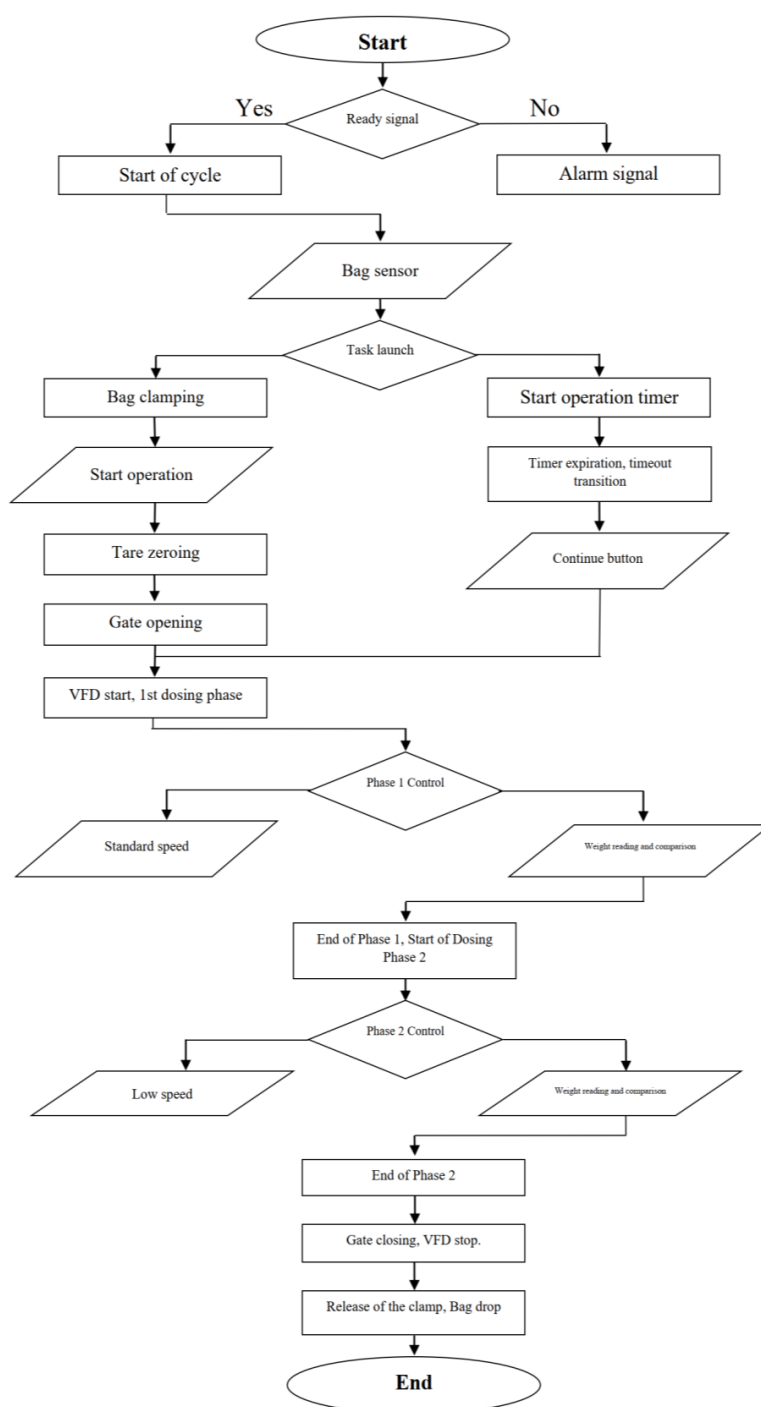 Start
Yes
No
Ready signal
Start of cycle
Alarm signal
Bag sensor
Task launch
Bag clamping
Start operation timer
Start operation
Timer expiration, timeout
transition
Tare zeroing
Continue button
Gate opening
VFD start, 1st dosing phase
Phase 1 Control
Standard speed
Weight reading and comparison
End of Phase 1, Start of Dosing
Phase 2
Phase 2 Control
Low speed
Weight reading and comparison
End of Phase 2
Gate closing, VFD stop.
Release of the clamp, Bag drop
End